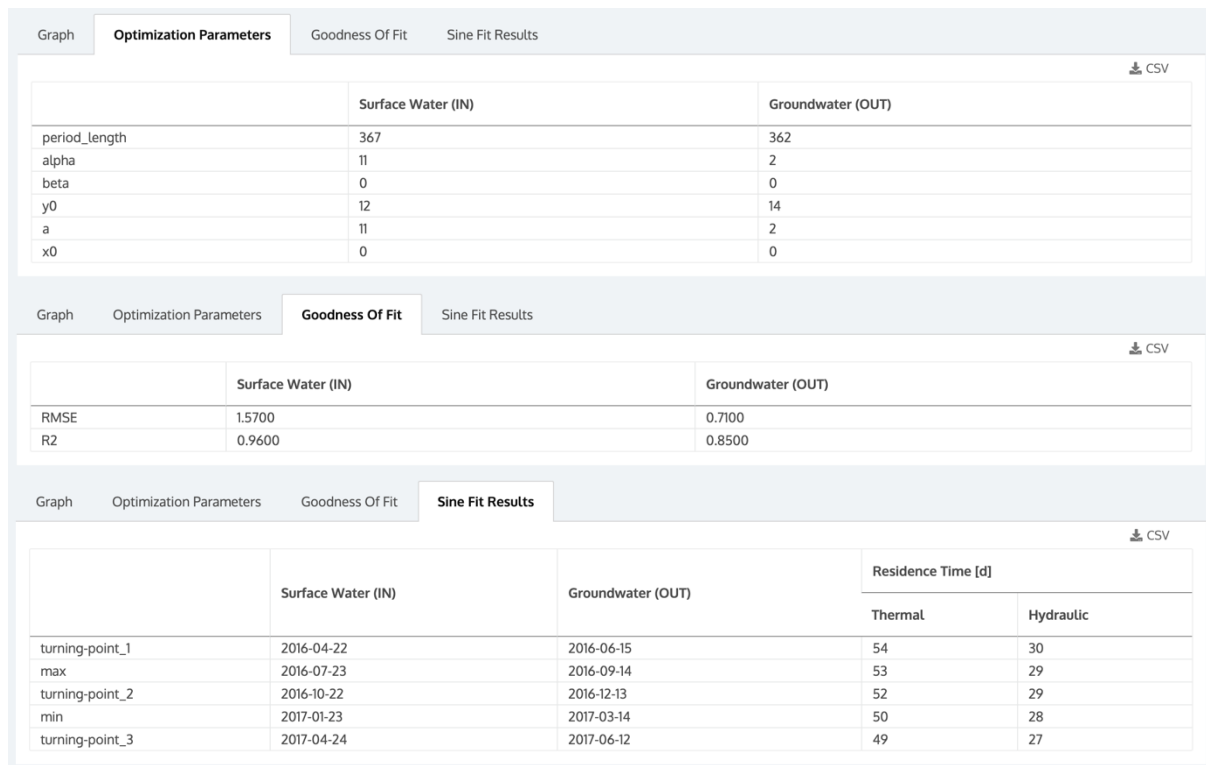 Graph Optimization Parameters Goodness Of Fit Sine Fit Results
CSV
Surface Water (IN) Groundwater (OUT)
period_length 367 362
alpha 11 2
beta 0 0
y0 12 14
a 11 2
x0 0 0
Graph Optimization Parameters Goodness Of Fit Sine Fit Results
CSV
Surface Water (IN) Groundwater (OUT)
RMSE 1.5700 0.7100
R2 0.9600 0.8500
Graph Optimization Parameters Goodness Of Fit Sine Fit Results
CSV
Residence Time [d]
Surface Water (IN) Groundwater (OUT)
Thermal Hydraulic
turning-point_1 2016-04-22 2016-06-15 54 30
max 2016-07-23 2016-09-14 53 29
turning-point_2 2016-10-22 2016-12-13 52 29
min 2017-01-23 2017-03-14 50 28
turning-point_3 2017-04-24 2017-06-12 49 27